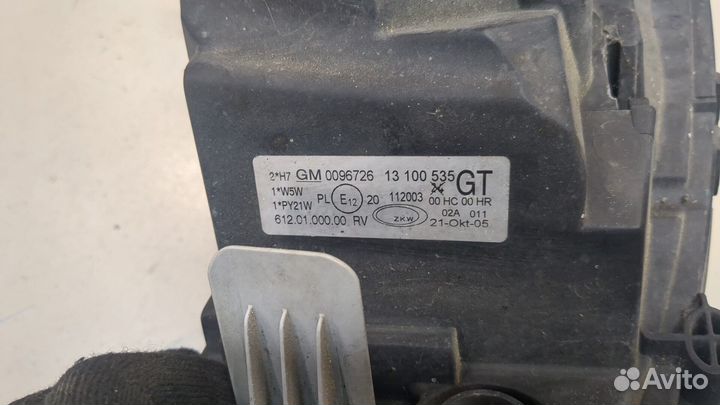 2*H7 GM 0096726 13 100 535 GT
1*W5W
1*PY21W PL E12 20 112003 00 HC 00 HR
612.01.000.00 RV ZKW 02A 011
21-Okt-05
Avito